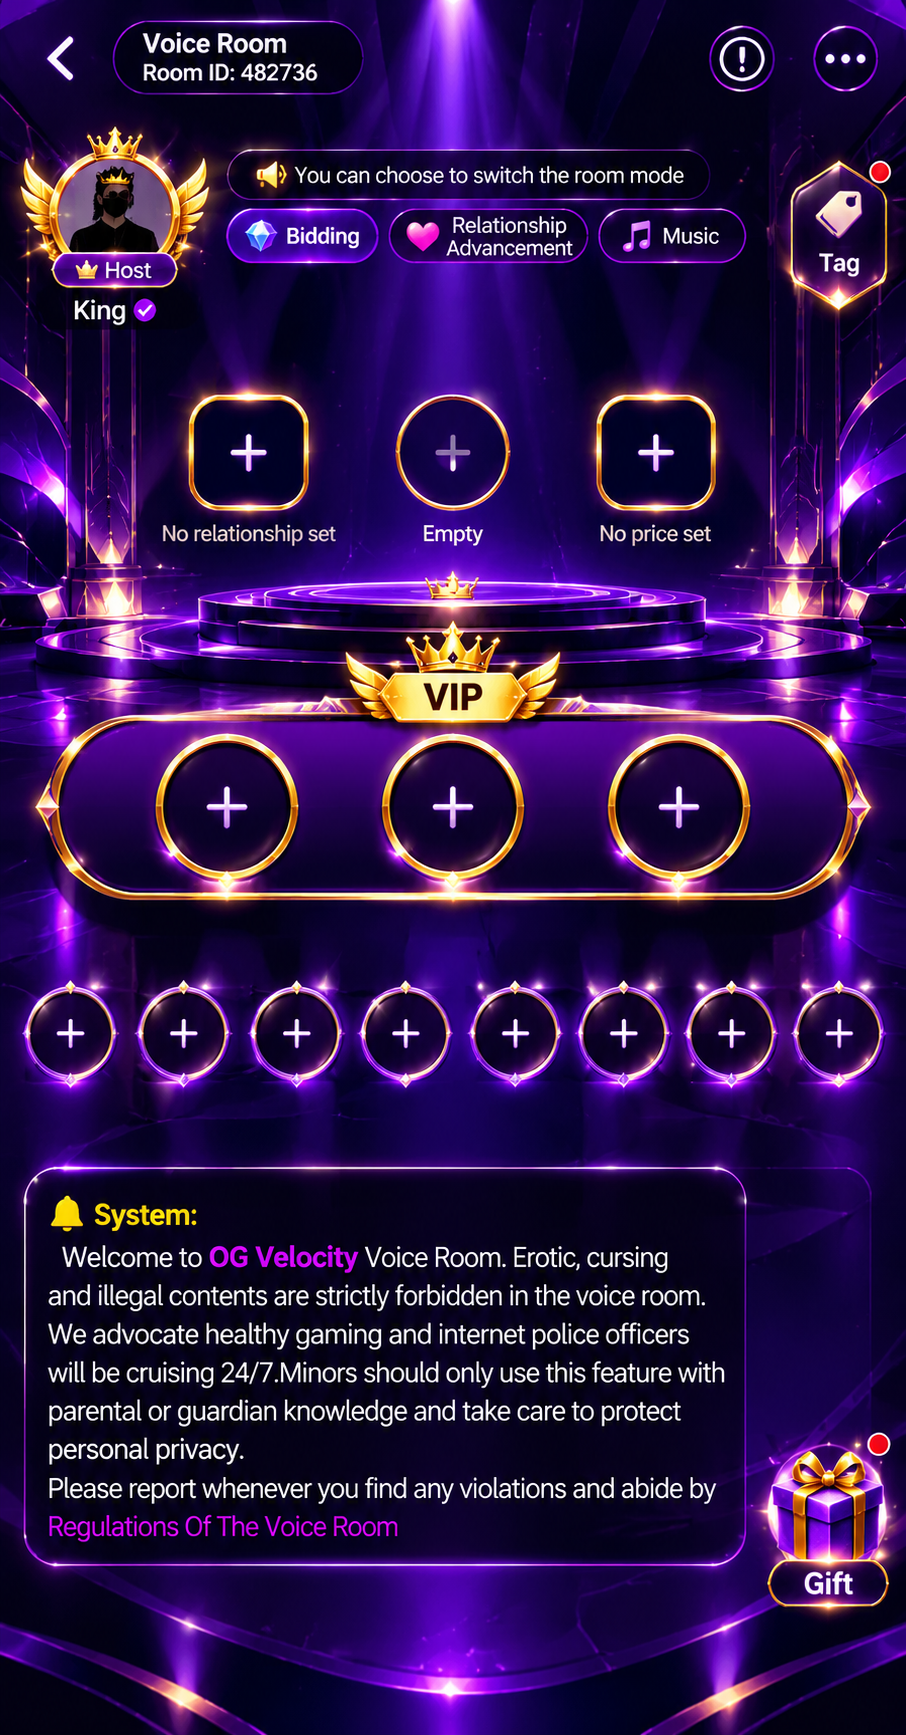 Voice Room
Room ID: 482736
You can choose to switch the room mode
Bidding
Relationship
Advancement
Music
Tag
Host
King
No relationship set
Empty
No price set
VIP
System:
Welcome to OG Velocity Voice Room. Erotic, cursing
and illegal contents are strictly forbidden in the voice room.
We advocate healthy gaming and internet police officers
will be cruising 24/7.Minors should only use this feature with
parental or guardian knowledge and take care to protect
personal privacy.
Please report whenever you find any violations and abide by
Regulations Of The Voice Room
Gift